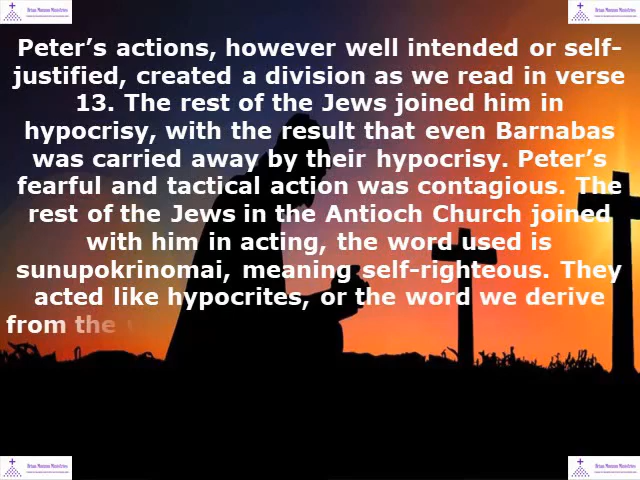 Peter’s actions, however well intended or self-
justified, created a division as we read in verse
13. The rest of the Jews joined him in
hypocrisy, with the result that even Barnabas
was carried away by their hypocrisy. Peter’s
fearful and tactical action was contagious. The
rest of the Jews in the Antioch Church joined
with him in acting, the word used is
sunupokrinomai, meaning self-righteous. They
acted like hypocrites, or the word we derive
from the